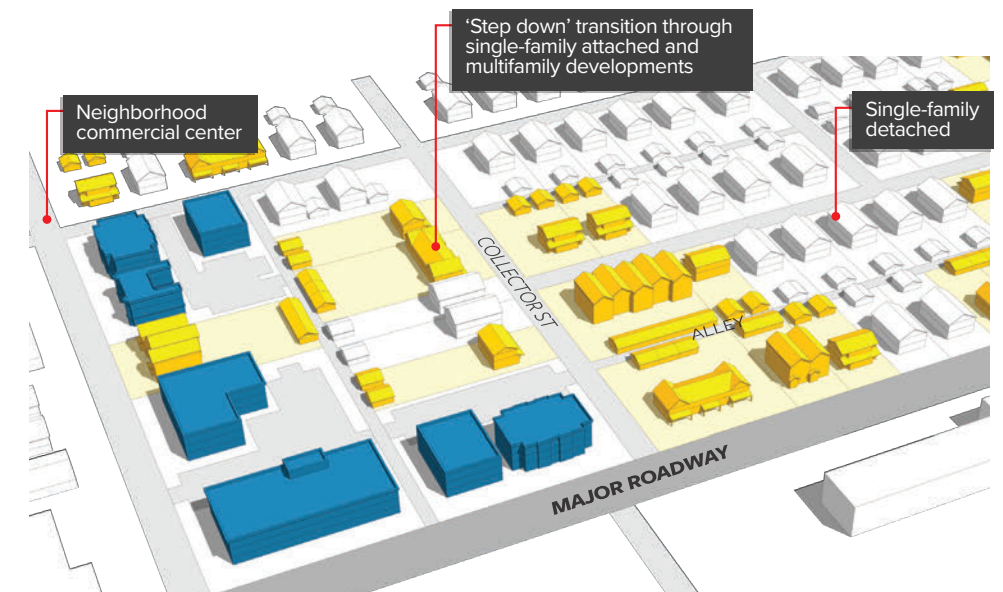 ‘Step down’ transition through
single-family attached and
multifamily developments
Neighborhood
commercial center
Single-family
detached
COLLECTOR ST
ALLEY
MAJOR ROADWAY